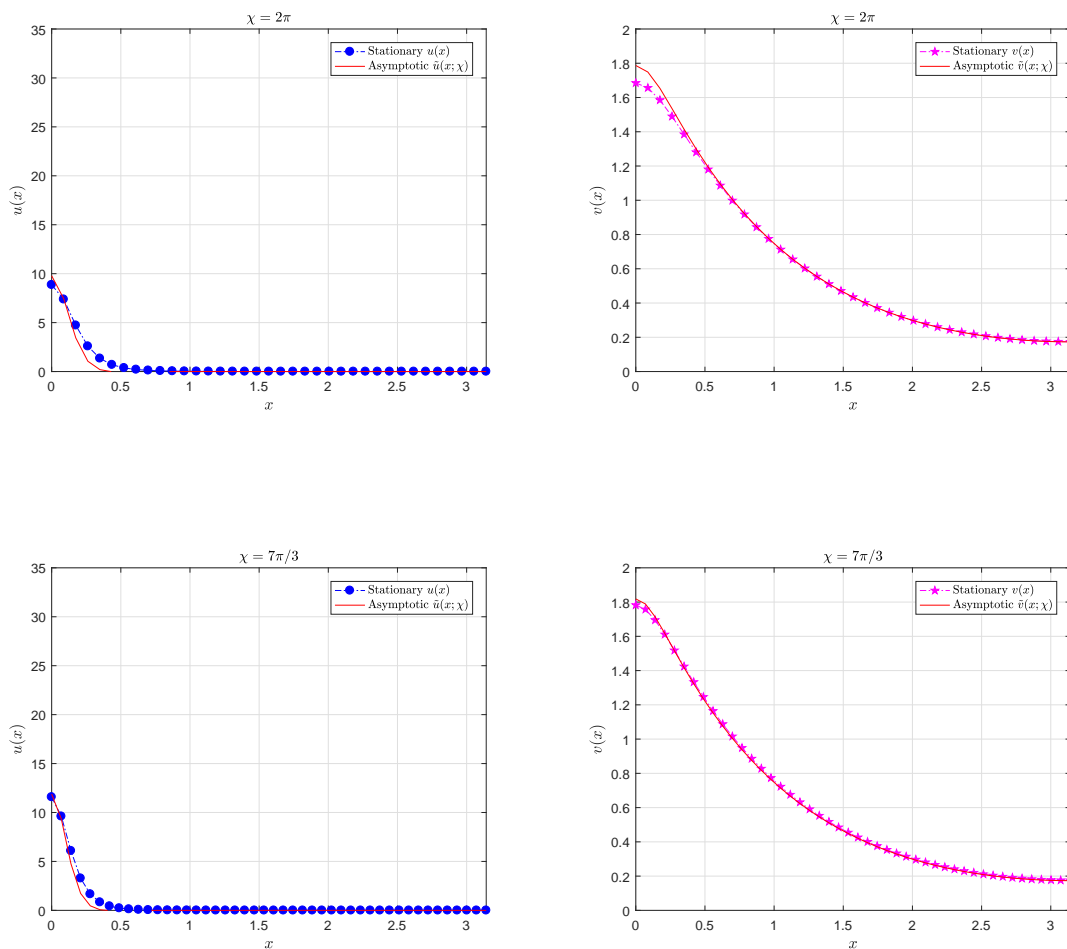 χ = 2π
35
30
25
20
15
10
5
0
u(x)
0 0.5 1 1.5 2 2.5 3
x
Stationary u(x)
Asymptotic ũ(x; χ)
χ = 2π
2
1.8
1.6
1.4
1.2
1
0.8
0.6
0.4
0.2
0
v(x)
0 0.5 1 1.5 2 2.5 3
x
Stationary v(x)
Asymptotic ṽ(x; χ)
χ = 7π/3
35
30
25
20
15
10
5
0
u(x)
0 0.5 1 1.5 2 2.5 3
x
Stationary u(x)
Asymptotic ũ(x; χ)
χ = 7π/3
2
1.8
1.6
1.4
1.2
1
0.8
0.6
0.4
0.2
0
v(x)
0 0.5 1 1.5 2 2.5 3
x
Stationary v(x)
Asymptotic ṽ(x; χ)